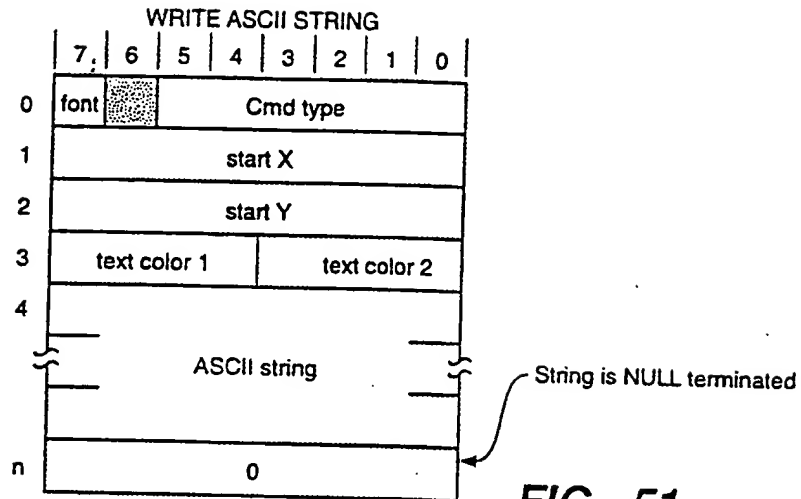 WRITE ASCII STRING
7 6 5 4 3 2 1 0
0 font Cmd type
1 start X
2 start Y
3 text color 1 text color 2
4
ASCII string
String is NULL terminated
n 0
FIG 51